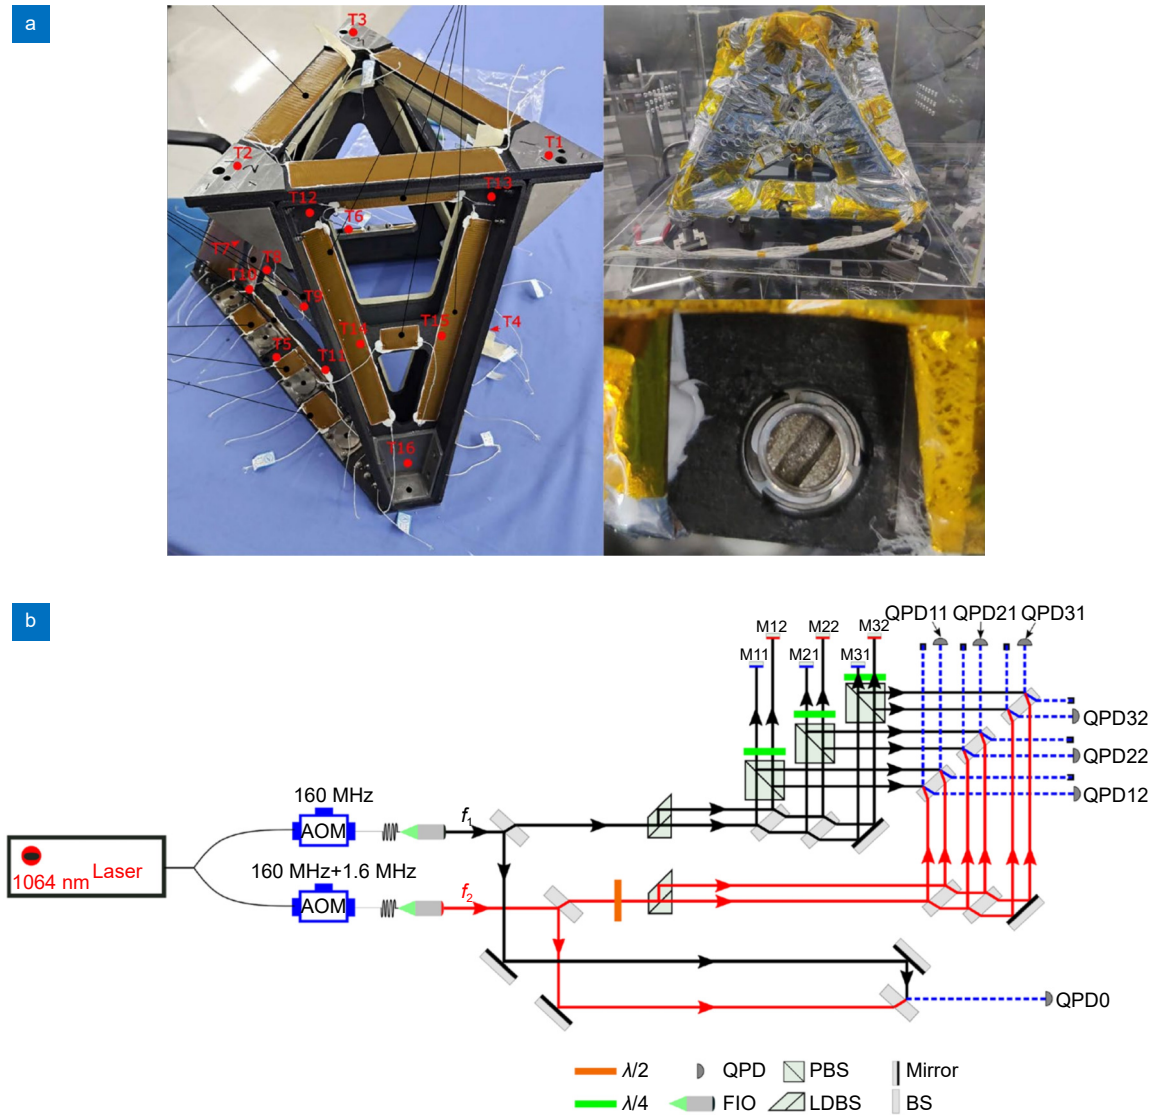 a
T3
T1
T2
T13
T12
T6
T7
T8
T10
T9
T4
T14
T15
T5
T11
T16
b
QPD11 QPD21 QPD31
M12 M22 M32
M11 M21 M31
QPD32
QPD22
QPD12
160 MHz
AOM
f₁
1064 nm Laser
160 MHz+1.6 MHz
AOM
f₂
QPD0
λ/2 QPD PBS Mirror
λ/4 FIO LDBS BS